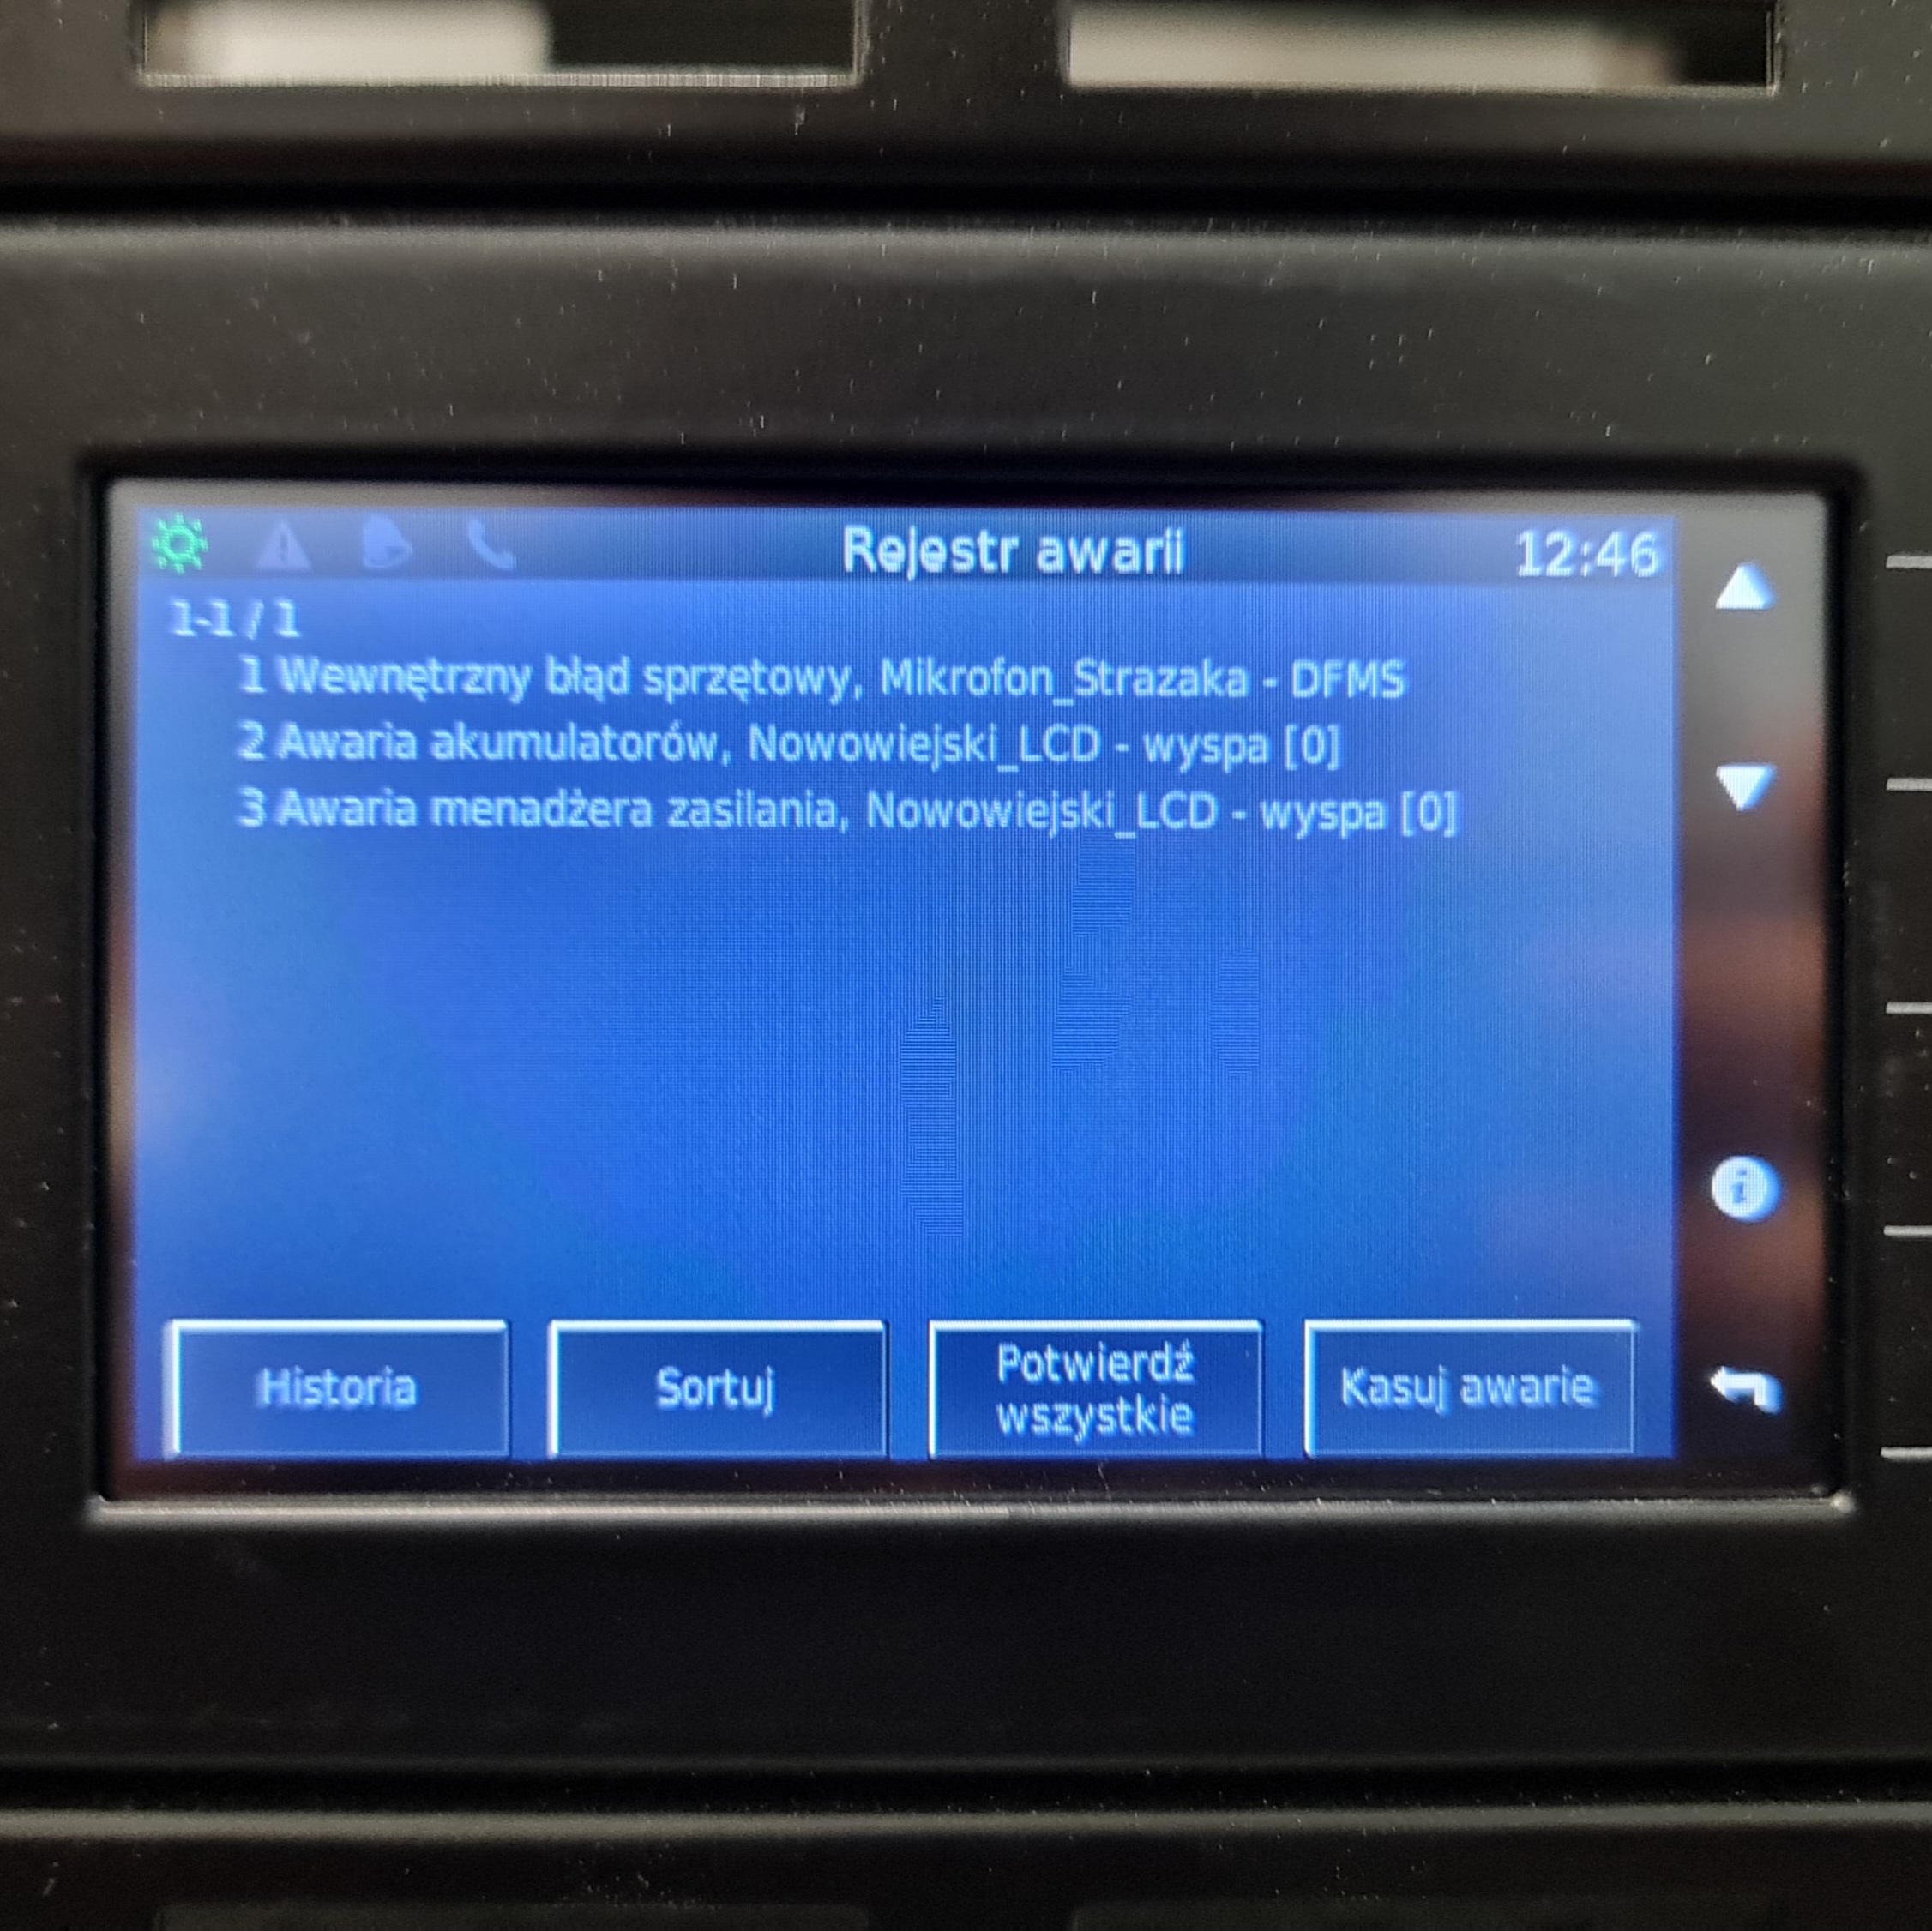 Rejestr awarii
12:46
1-1 / 1
1 Wewnętrzny błąd sprzętowy, Mikrofon_Strazaka - DFMS
2 Awaria akumulatorów, Nowowiejski_LCD - wyspa [0]
3 Awaria menadżera zasilania, Nowowiejski_LCD - wyspa [0]
Historia
Sortuj
Potwierdź
wszystkie
Kasuj awarie